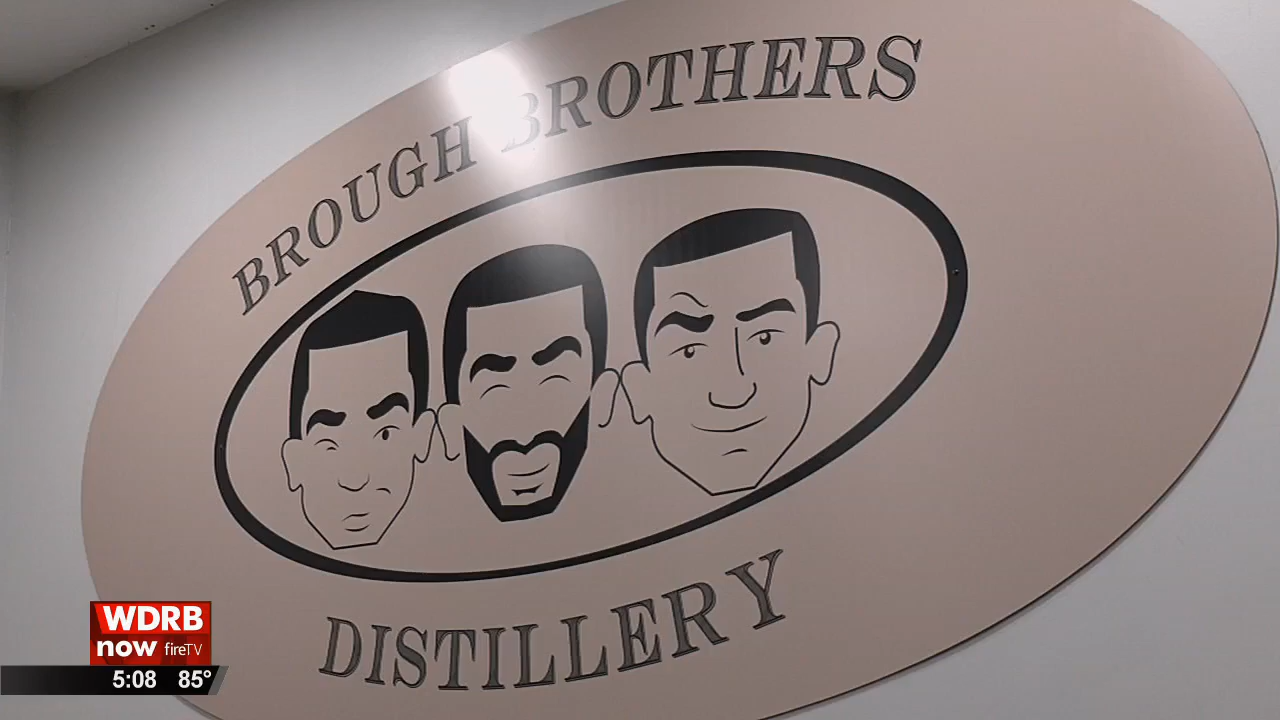 BROUGH BROTHERS
DISTILLERY
WDRB
now fireTV
5:08 85°